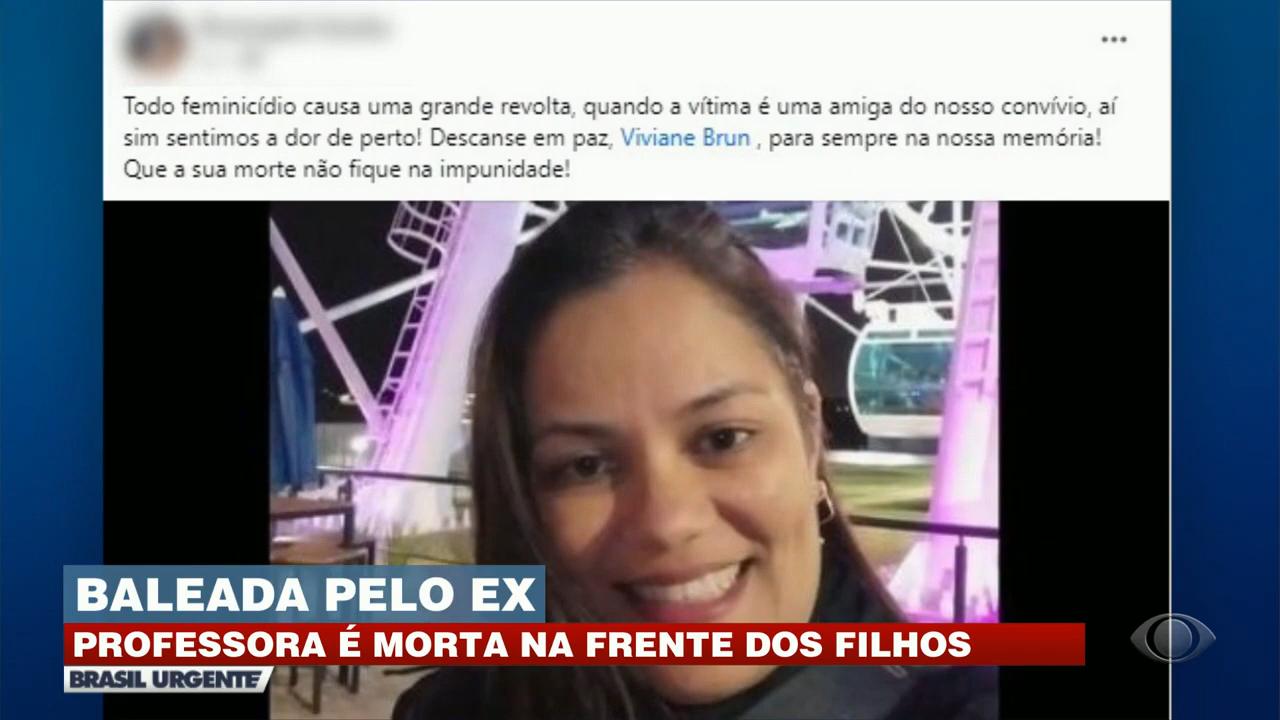 Todo feminicídio causa uma grande revolta, quando a vítima é uma amiga do nosso convívio, aí
sim sentimos a dor de perto! Descanse em paz, Viviane Brun , para sempre na nossa memória!
Que a sua morte não fique na impunidade!
BALEADA PELO EX
PROFESSORA É MORTA NA FRENTE DOS FILHOS
BRASIL URGENTE